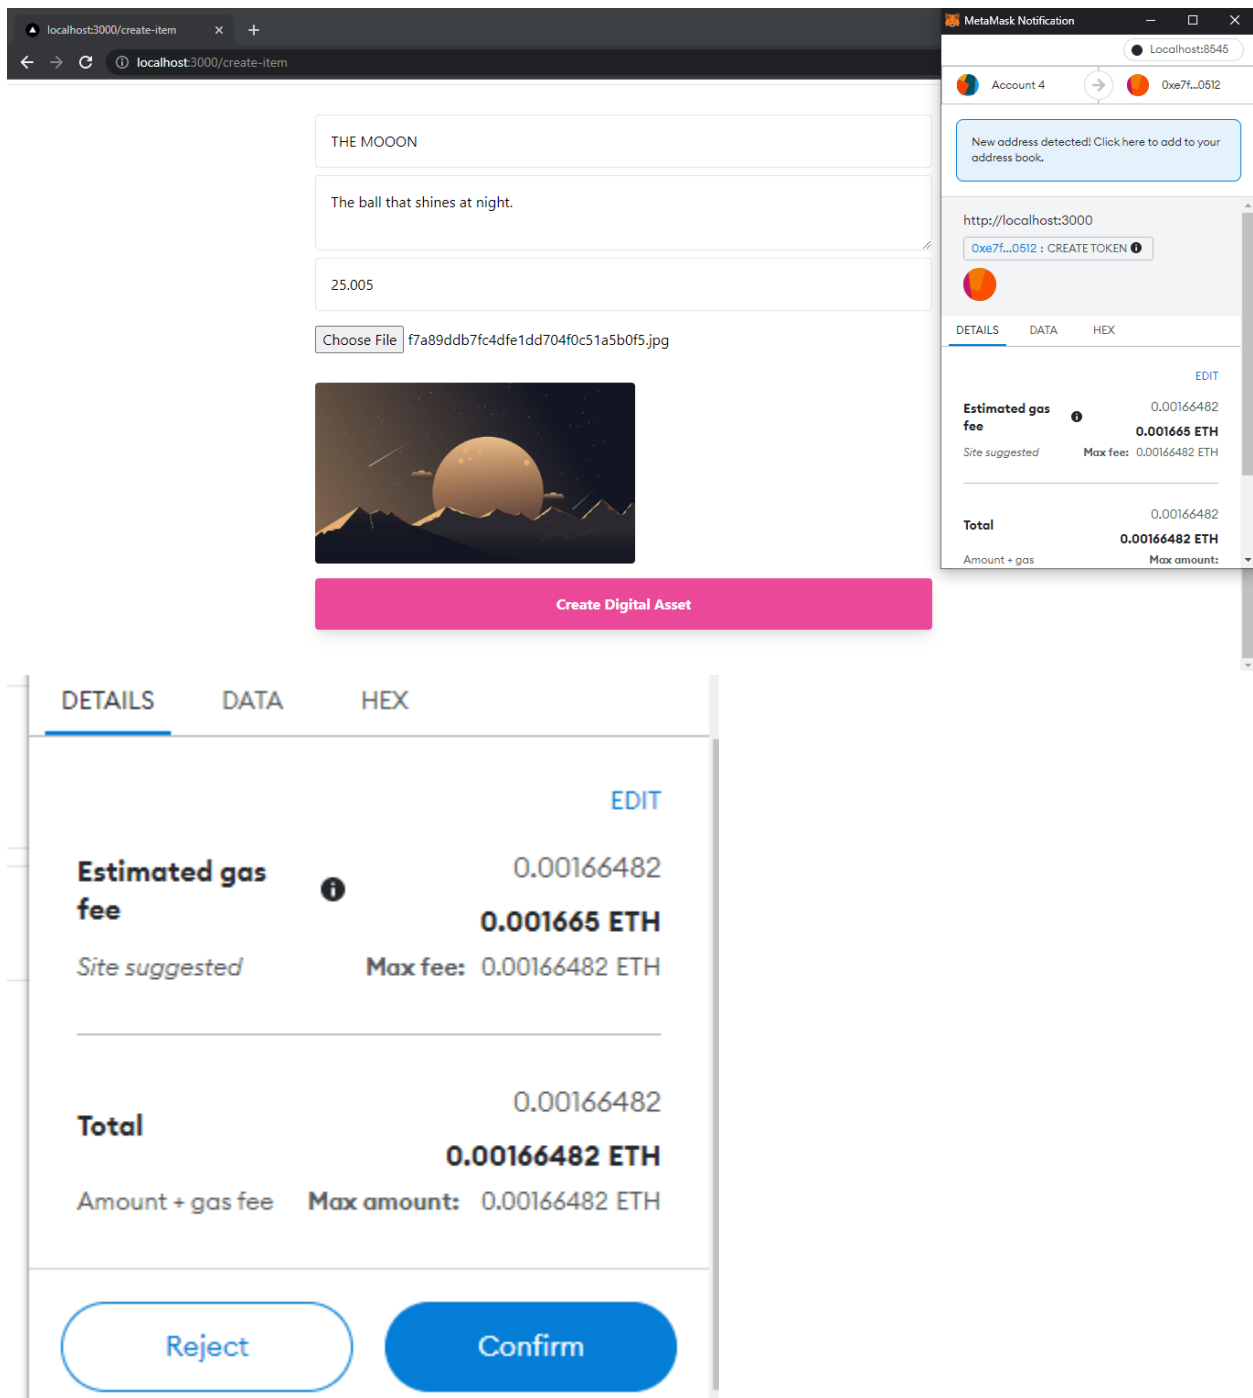 localhost:3000/create-item
localhost:3000/create-item
THE MOOON
The ball that shines at night.
25.005
Choose File f7a89ddb7fc4dfe1dd704f0c51a5b0f5.jpg
Create Digital Asset
MetaMask Notification
Localhost:8545
Account 4 0xe7f...0512
New address detected! Click here to add to your
address book.
http://localhost:3000
0xe7f...0512 : CREATE TOKEN
DETAILS DATA HEX
EDIT
Estimated gas fee
0.00166482
0.001665 ETH
Site suggested Max fee: 0.00166482 ETH
Total
0.00166482
0.00166482 ETH
Amount + gas Max amount:
DETAILS DATA HEX
EDIT
Estimated gas fee
0.00166482
0.001665 ETH
Site suggested Max fee: 0.00166482 ETH
Total
0.00166482
0.00166482 ETH
Amount + gas fee Max amount: 0.00166482 ETH
Reject Confirm